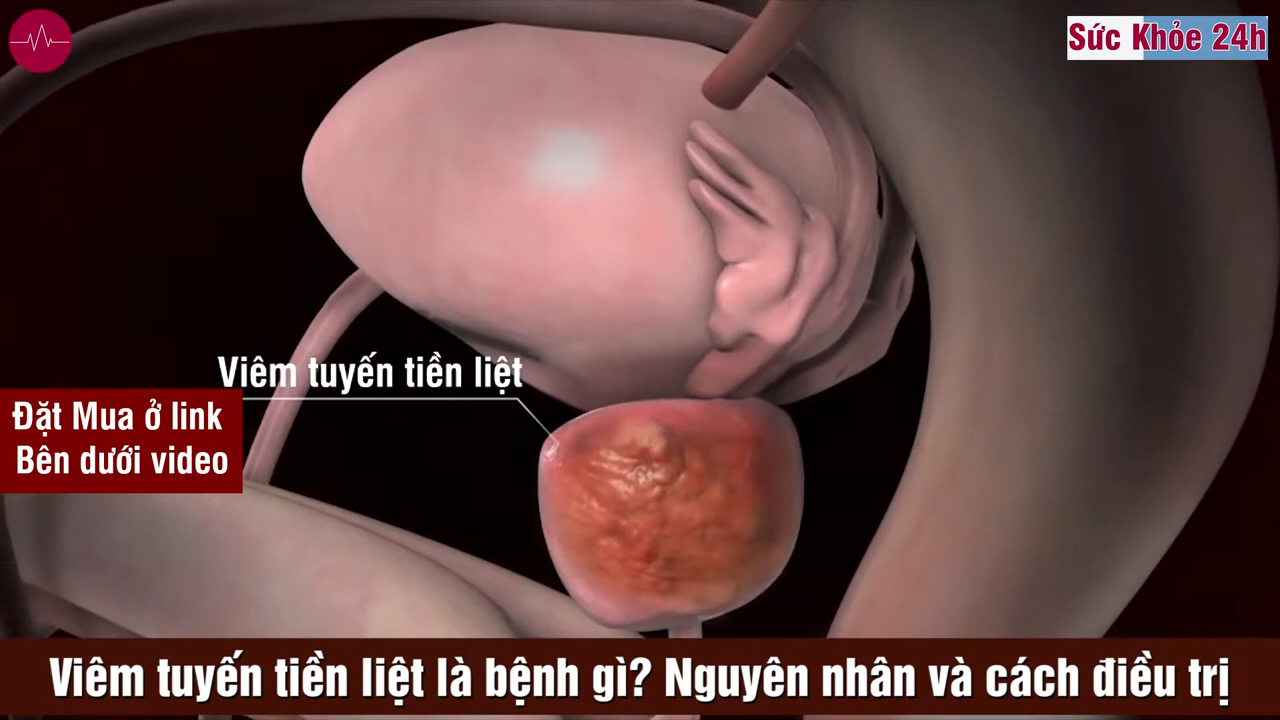 Sức Khỏe 24h
Viêm tuyến tiền liệt
Đặt Mua ở link
Bên dưới video
Viêm tuyến tiền liệt là bệnh gì? Nguyên nhân và cách điều trị